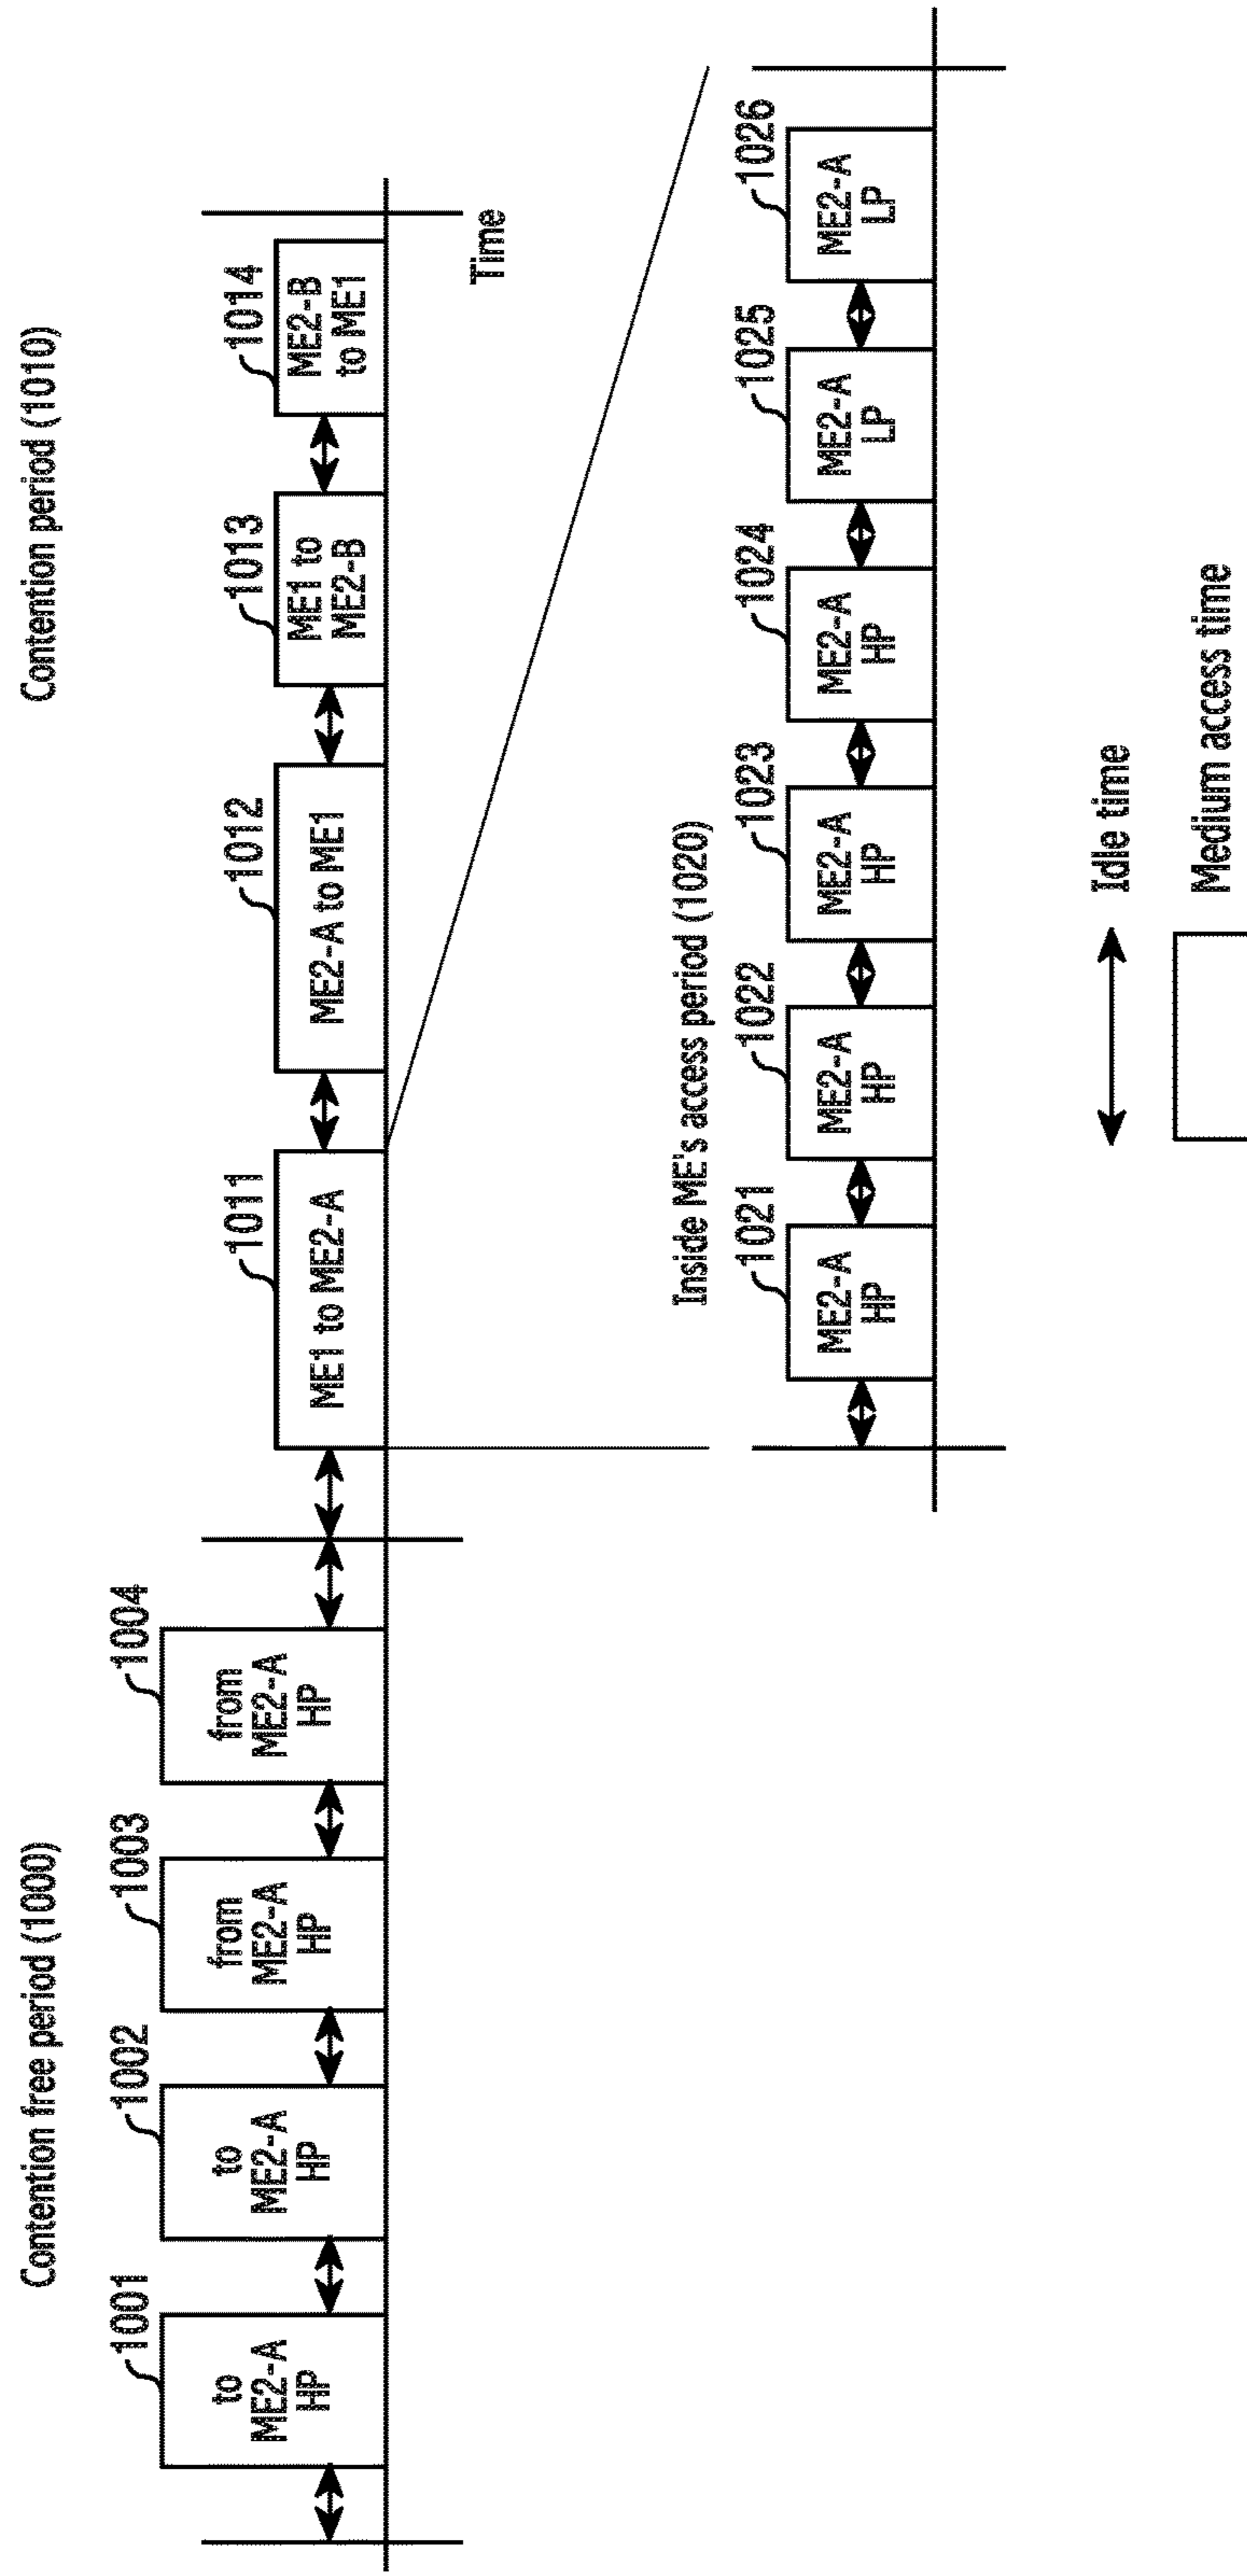 Contention free period (1000)
Contention period (1010)
1001
to
ME2-A
HP
1002
to
ME2-A
HP
1003
from
ME2-A
HP
1004
from
ME2-A
HP
1011
ME1 to ME2-A
1012
ME2-A to ME1
1013
ME1 to
ME2-B
1014
ME2-B
to ME1
Time
Inside ME's access period (1020)
1021
ME2-A
HP
1022
ME2-A
HP
1023
ME2-A
HP
1024
ME2-A
HP
1025
ME2-A
LP
1026
ME2-A
LP
Idle time
Medium access time